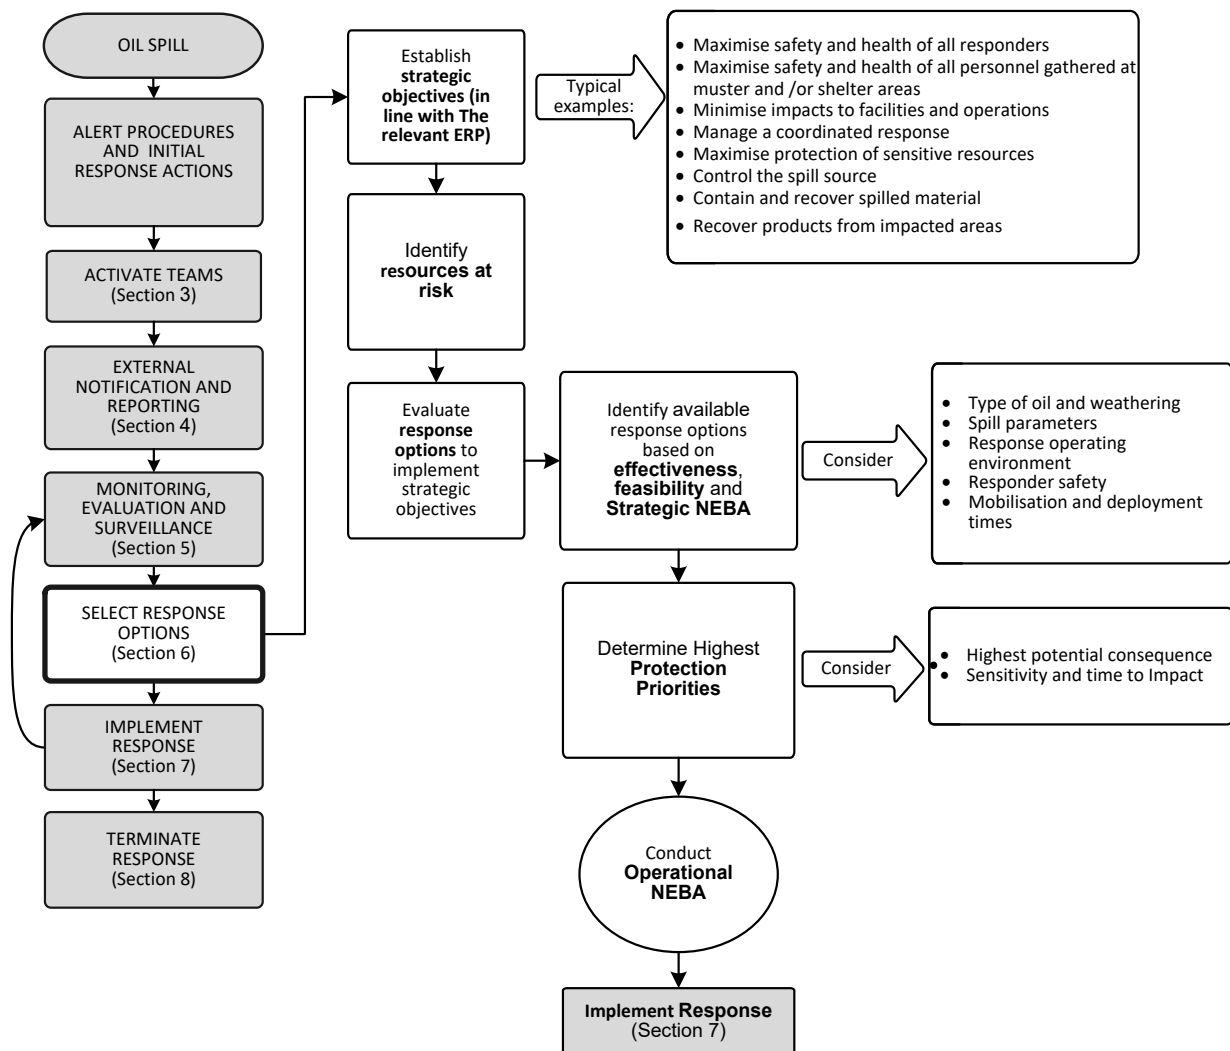 OIL SPILL
ALERT PROCEDURES
AND INITIAL
RESPONSE ACTIONS
ACTIVATE TEAMS
(Section 3)
EXTERNAL
NOTIFICATION AND
REPORTING
(Section 4)
MONITORING,
EVALUATION AND
SURVEILLANCE
(Section 5)
SELECT RESPONSE
OPTIONS
(Section 6)
IMPLEMENT
RESPONSE
(Section 7)
TERMINATE
RESPONSE
(Section 8)
Establish
strategic
objectives (in
line with The
relevant ERP)
Typical
examples:
• Maximise safety and health of all responders
• Maximise safety and health of all personnel gathered at
muster and /or shelter areas
• Minimise impacts to facilities and operations
• Manage a coordinated response
• Maximise protection of sensitive resources
• Control the spill source
• Contain and recover spilled material
• Recover products from impacted areas
Identify
resources at
risk
Evaluate
response
options to
implement
strategic
objectives
Identify available
response options
based on
effectiveness,
feasibility and
Strategic NEBA
Consider
• Type of oil and weathering
• Spill parameters
• Response operating
environment
• Responder safety
• Mobilisation and deployment
times
Determine Highest
Protection
Priorities
Consider
• Highest potential consequence
• Sensitivity and time to Impact
Conduct
Operational
NEBA
Implement Response
(Section 7)